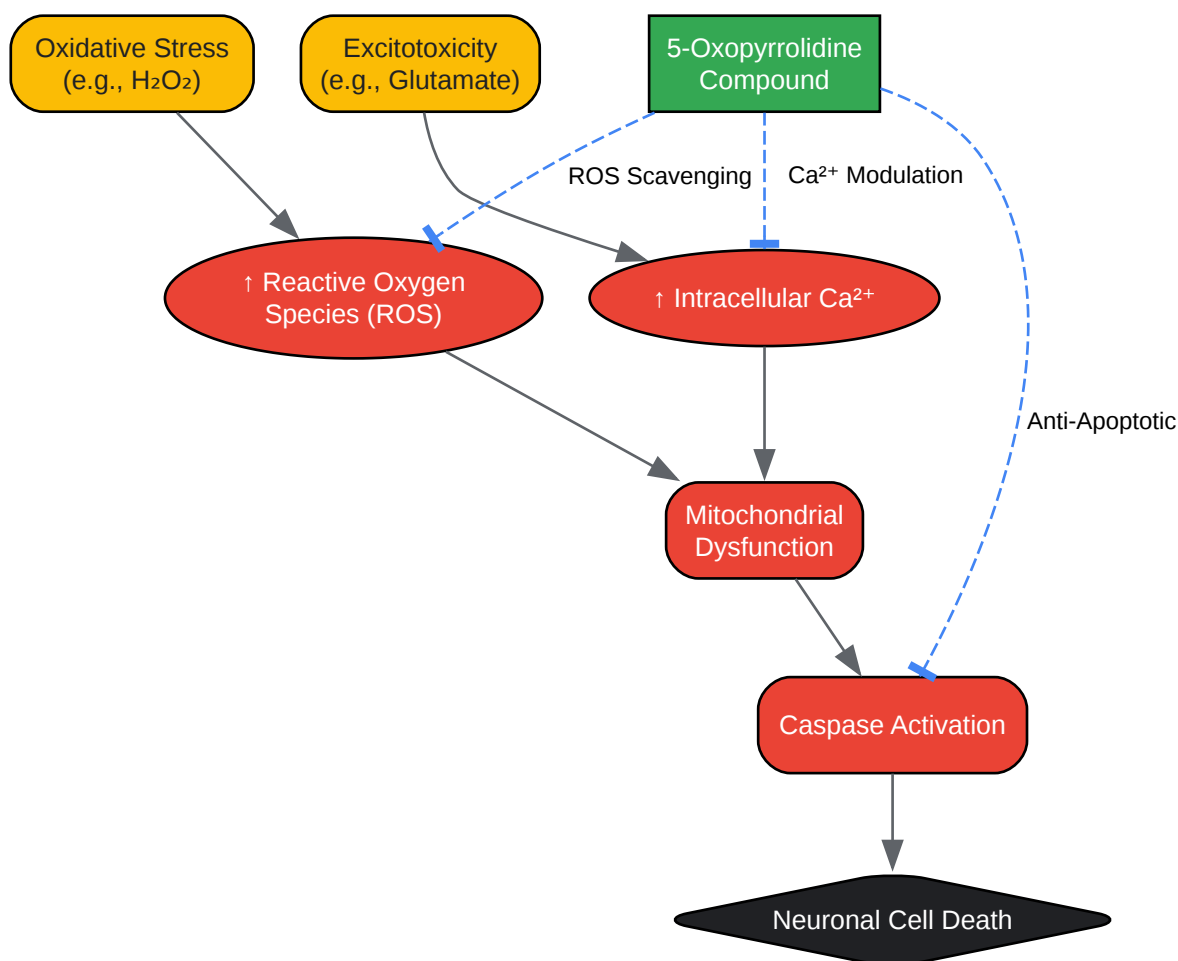 Oxidative Stress
(e.g., H₂O₂)
Excitotoxicity
(e.g., Glutamate)
5-Oxopyrrolidine
Compound
ROS Scavenging
Ca²⁺ Modulation
↑ Reactive Oxygen
Species (ROS)
↑ Intracellular Ca²⁺
Anti-Apoptotic
Mitochondrial
Dysfunction
Caspase Activation
Neuronal Cell Death